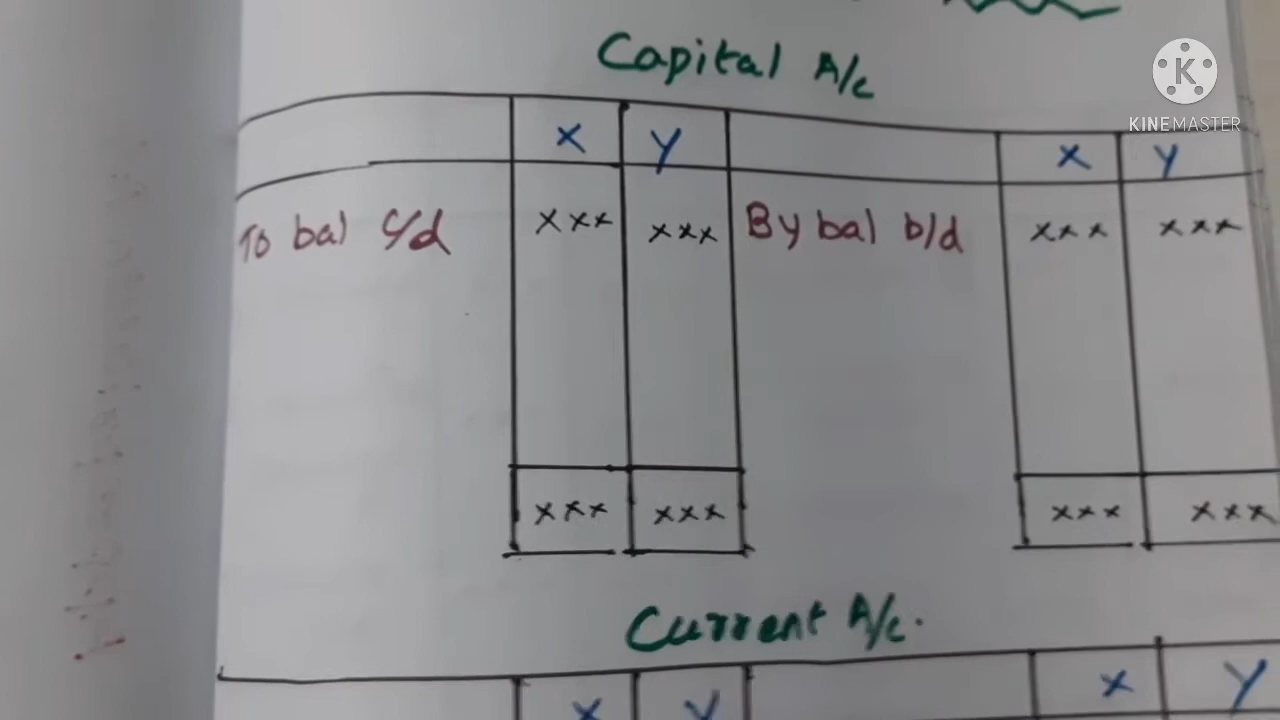 Capital A/c
X Y X Y
To bal c/d xxx xxx By bal b/d xxx xxx
xxx xxx xxx xxx
Current A/c.
X Y X Y
K
KINEMASTER